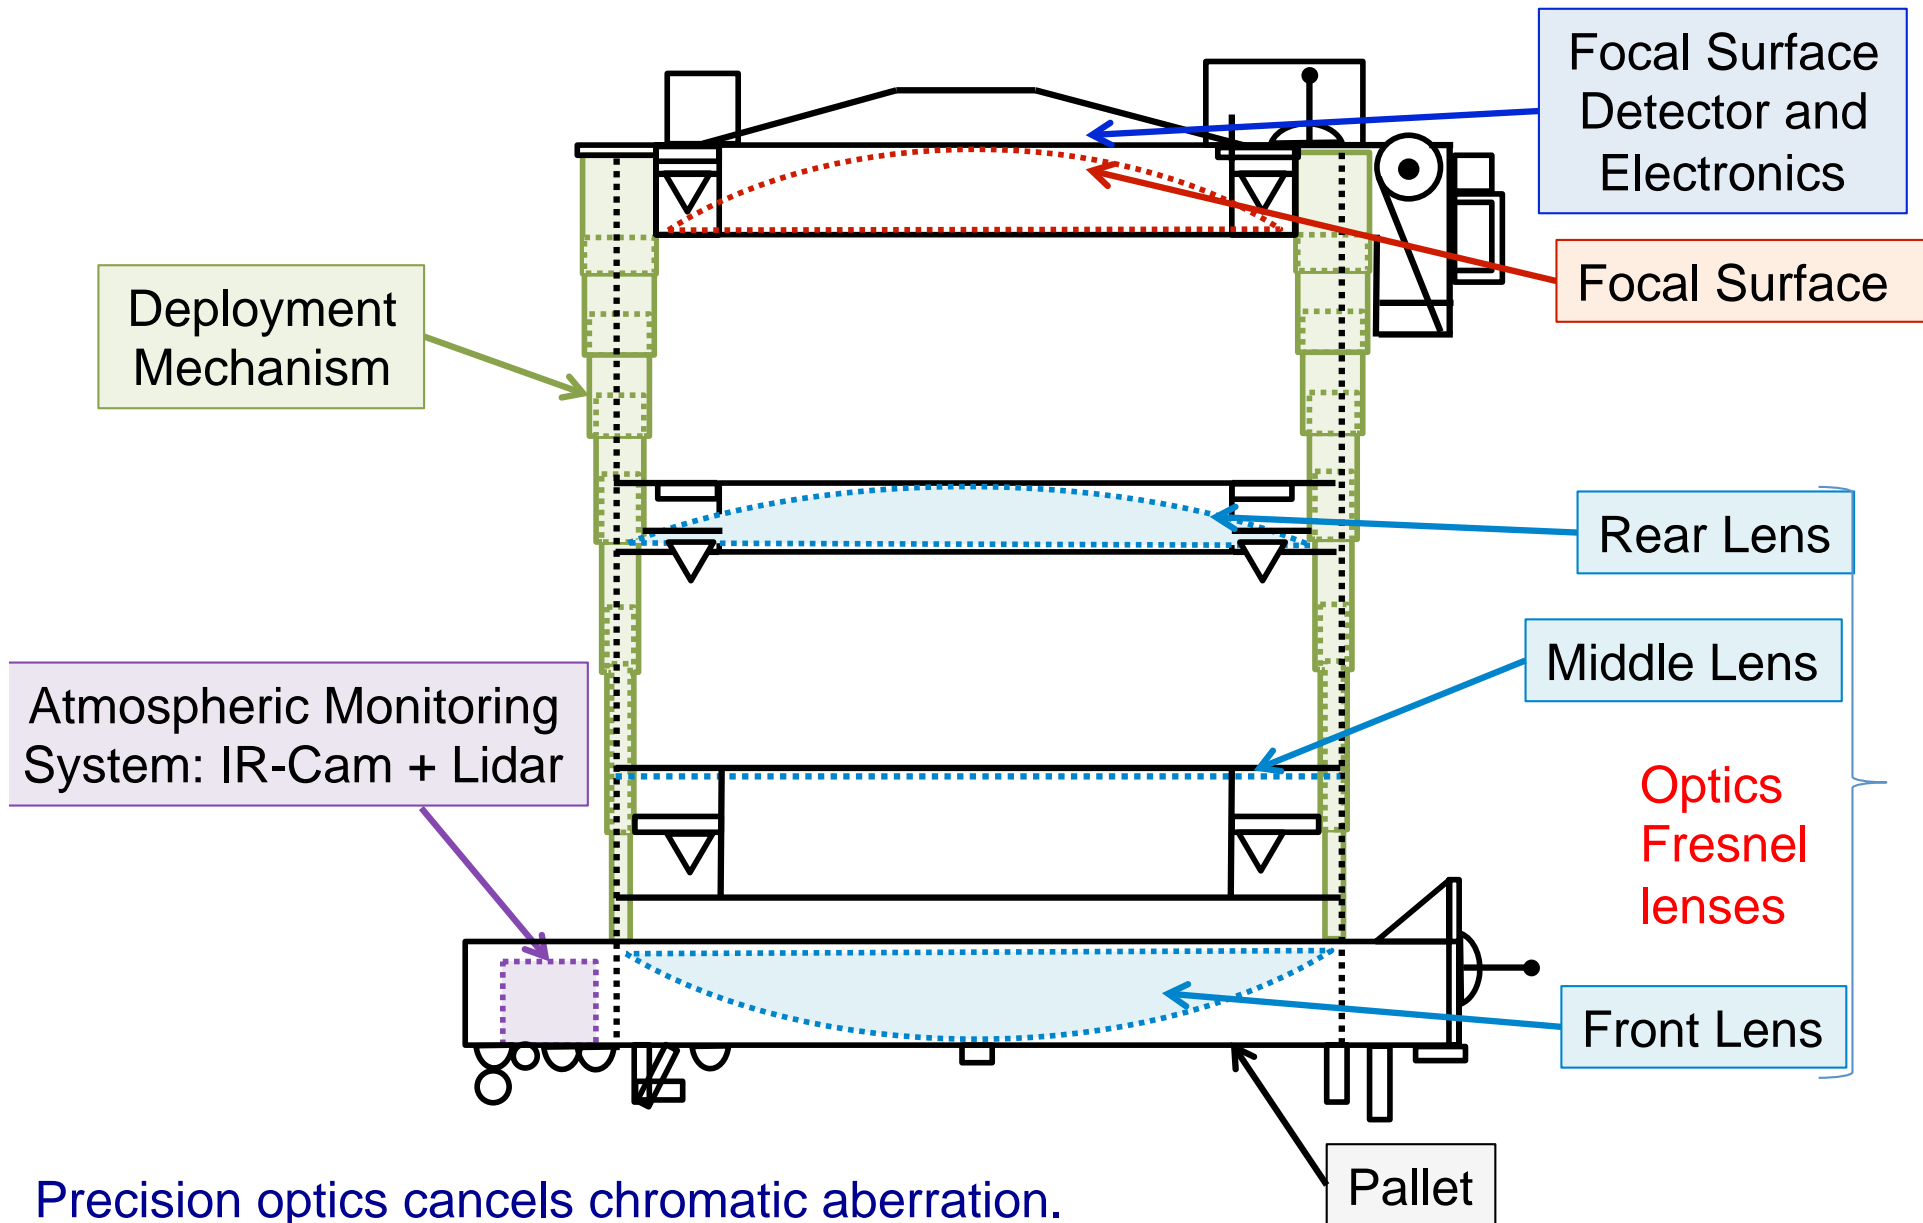 Focal Surface
Detector and
Electronics
Focal Surface
Deployment
Mechanism
Rear Lens
Middle Lens
Atmospheric Monitoring
System: IR-Cam + Lidar
Optics
Fresnel
lenses
Front Lens
Pallet
Precision optics cancels chromatic aberration.